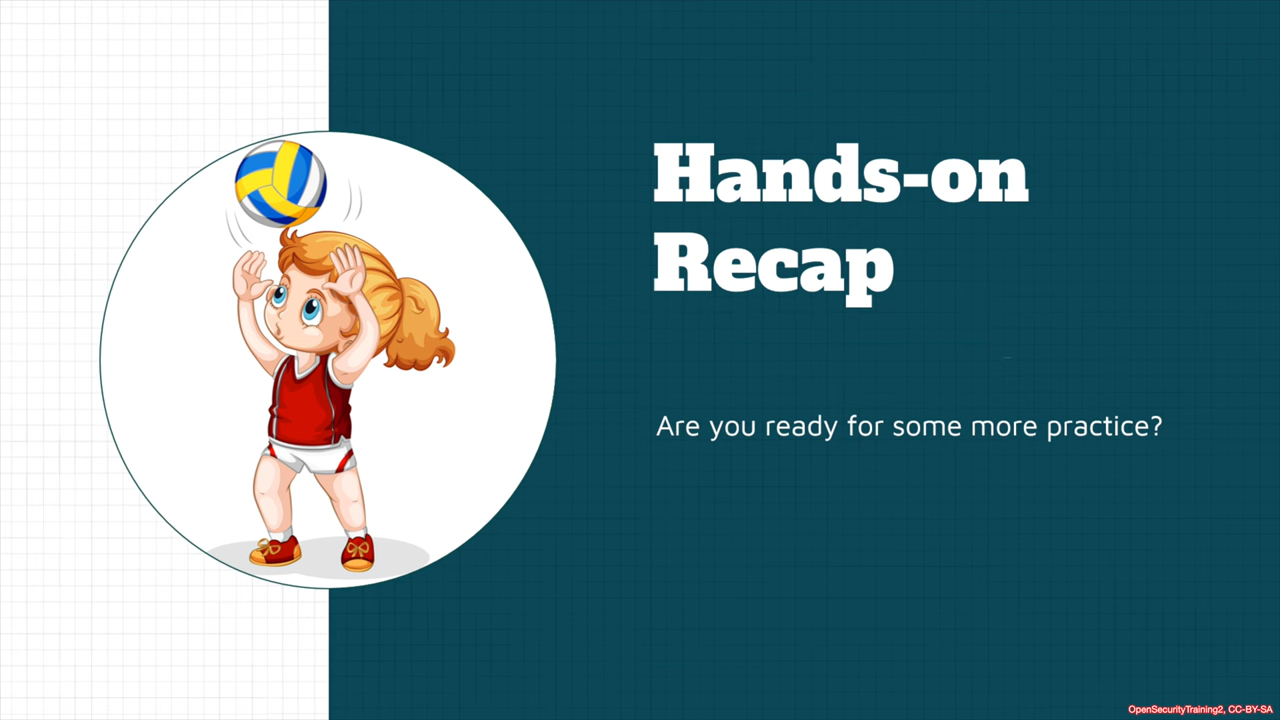 Hands-on
Recap
Are you ready for some more practice?
OpenSecurityTraining2, CC-BY-SA